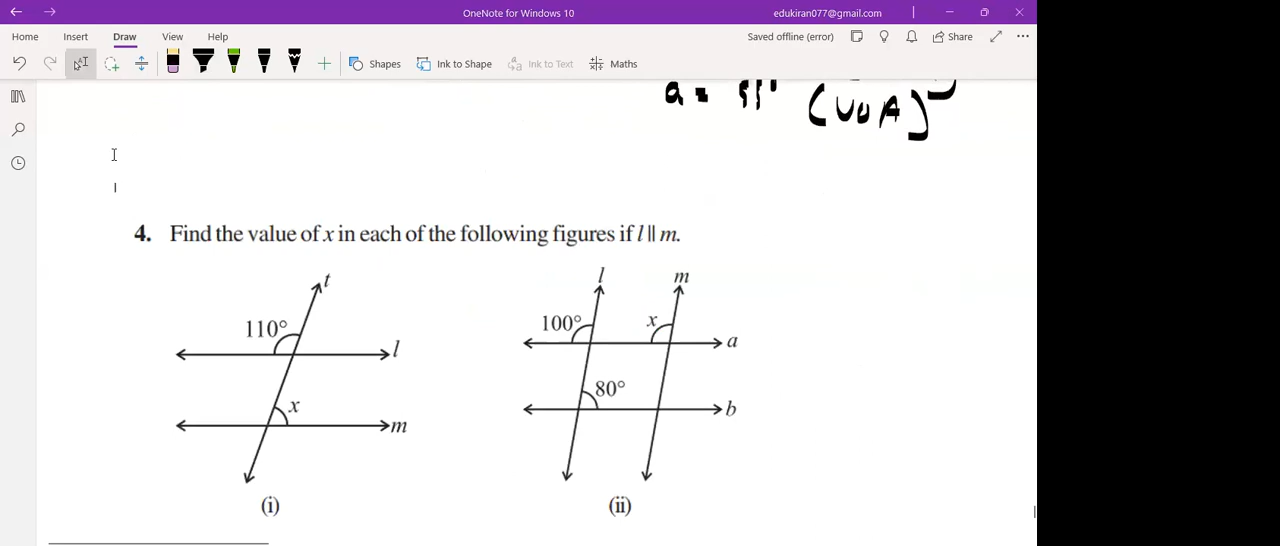 OneNote for Windows 10
edukiran077@gmail.com
Home Insert Draw View Help
Saved offline (error)
Share
Shapes
Ink to Shape
Ink to Text
Maths
a =
(VOA)
4. Find the value of x in each of the following figures if l || m.
t
110°
l
x
m
(i)
l m
100° x
a
80°
b
(ii)